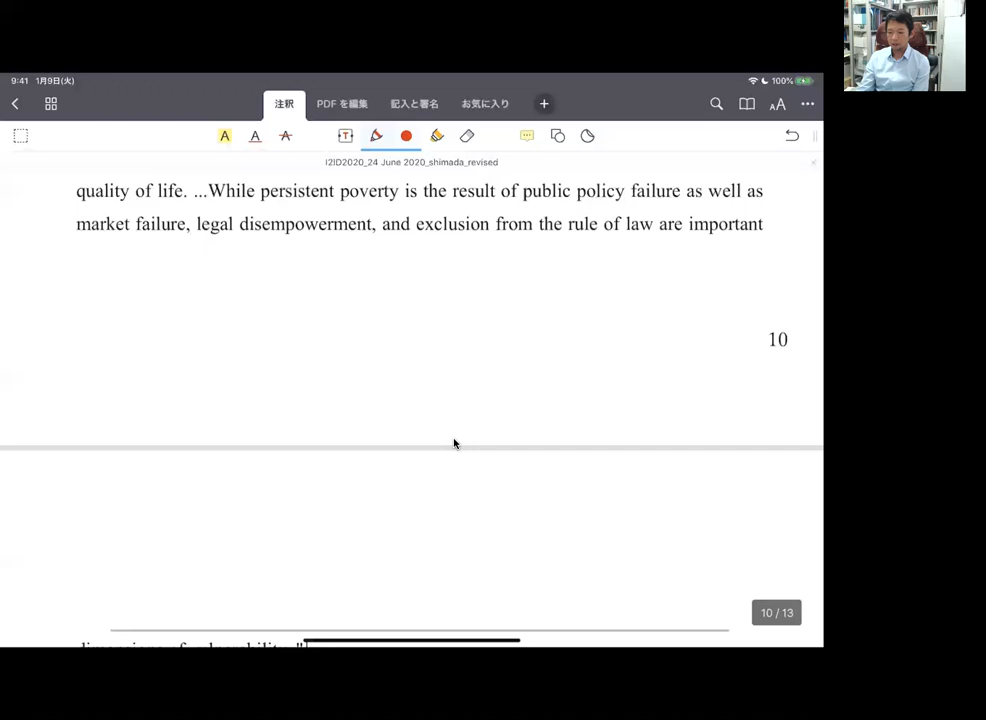 9:41 1月9日(火)
100%
注釈 PDF を編集 記入と署名 お気に入り +
I2ID2020_24 June 2020_shimada_revised
quality of life. ...While persistent poverty is the result of public policy failure as well as
market failure, legal disempowerment, and exclusion from the rule of law are important
10
10 / 13
dimensions of vulnerability."